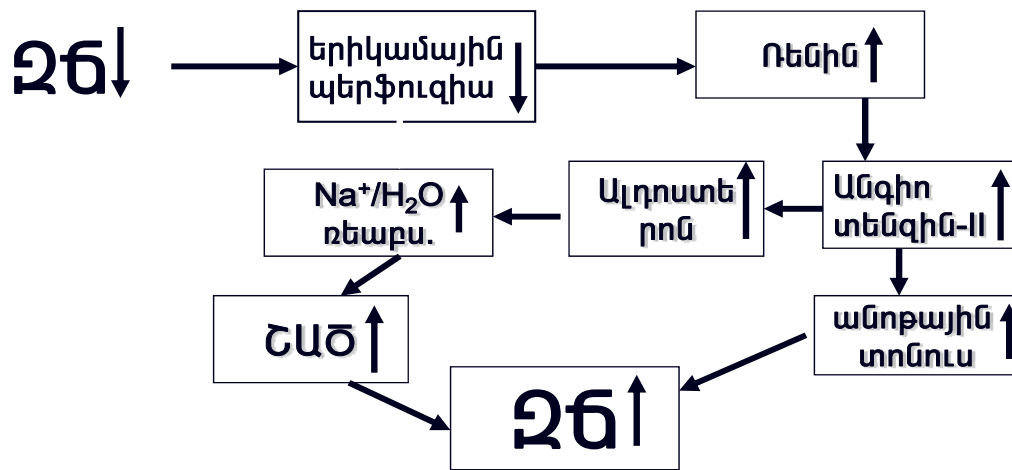 ԶՃ
երիկամային
պերֆուզիա
Ռենին
Na⁺/H₂O
ռեաբս.
Ալդոստե
րոն
Անգիո
տենզին-II
ՇԱԾ
անոթային
տոնուս
ԶՃ